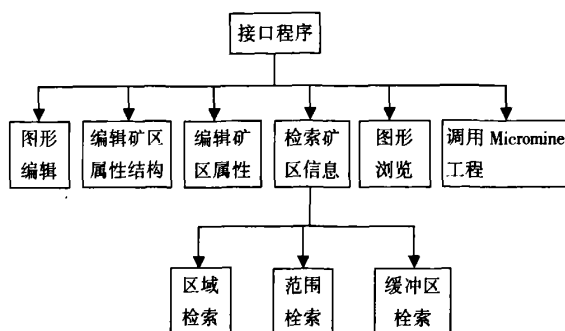 接口程序
图形
编辑
编辑矿区
属性结构
编辑矿
区属性
检索矿
区信息
图形
浏览
调用 Micromine
工程
区域
检索
范围
栓索
缓冲区
栓索